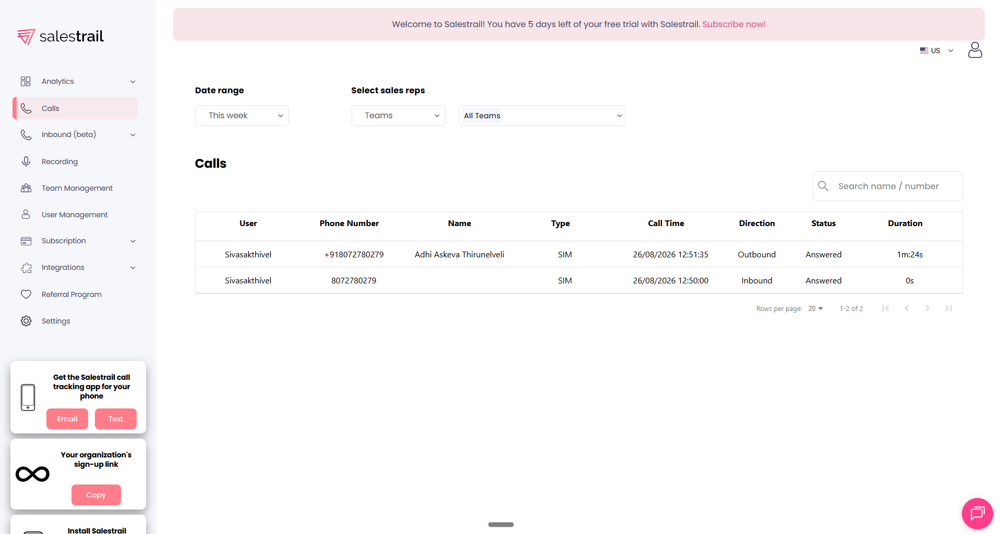 Welcome to Salestrail! You have 5 days left of your free trial with Salestrail. Subscribe now!
salestrail
US
Analytics
Calls
Inbound (beta)
Recording
Team Management
User Management
Subscription
Integrations
Referral Program
Settings
Get the Salestrail call
tracking app for your
phone
Email Text
Your organization's
sign-up link
Copy
Install Salestrail
Date range Select sales reps
This week Teams All Teams
Calls
Search name / number
User Phone Number Name Type Call Time Direction Status Duration
Sivasakthivel +918072780279 Adhi Askeva Thirunelveli SIM 26/08/2026 12:51:35 Outbound Answered 1m:24s
Sivasakthivel 8072780279 SIM 26/08/2026 12:50:00 Inbound Answered 0s
Rows per page: 20 1-2 of 2